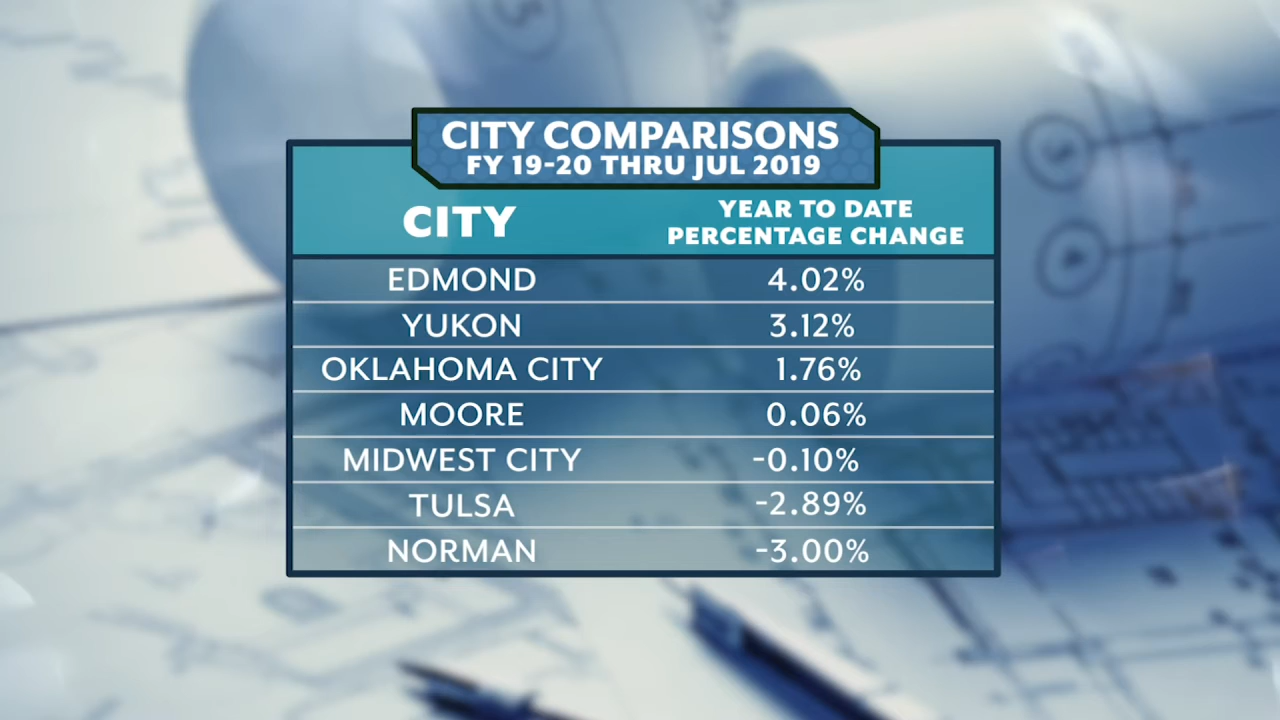 CITY COMPARISONS
FY 19-20 THRU JUL 2019
CITY
YEAR TO DATE
PERCENTAGE CHANGE
EDMOND 4.02%
YUKON 3.12%
OKLAHOMA CITY 1.76%
MOORE 0.06%
MIDWEST CITY -0.10%
TULSA -2.89%
NORMAN -3.00%